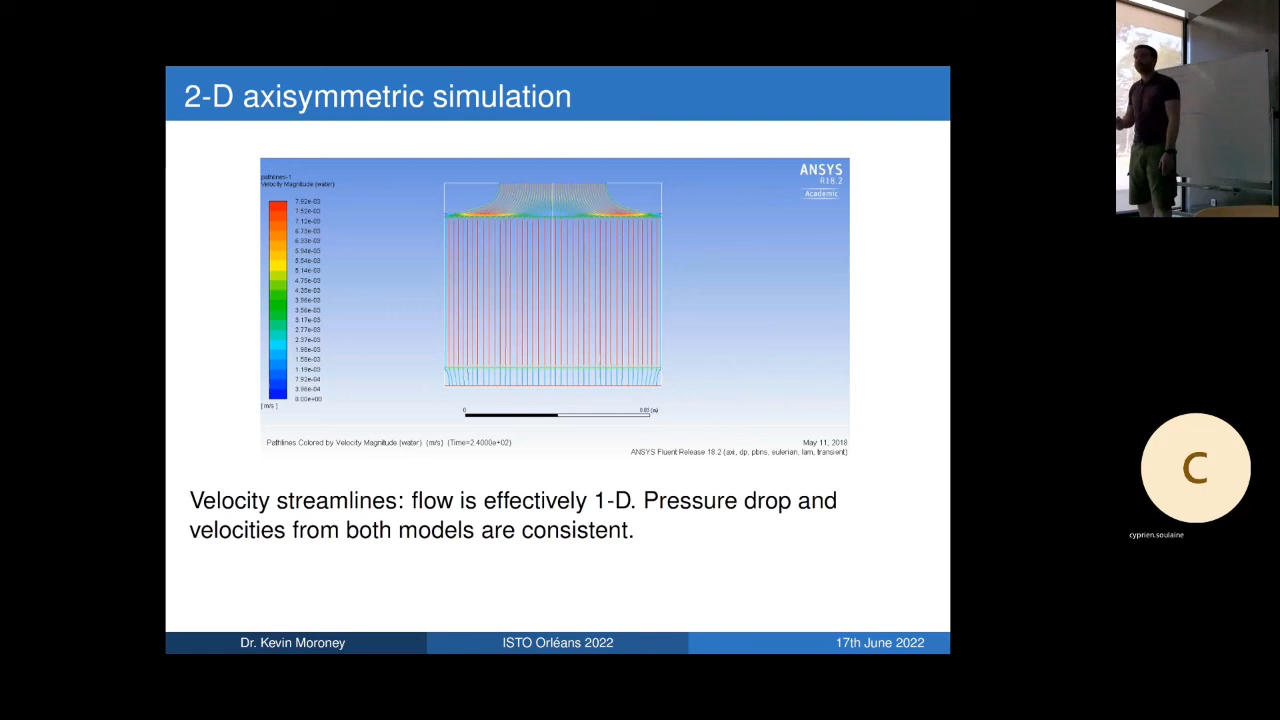 2-D axisymmetric simulation
pathlines-1
Velocity Magnitude (water)
ANSYS
R18.2
Academic
7.92e-03
7.52e-03
7.12e-03
6.73e-03
6.33e-03
5.94e-03
5.54e-03
5.14e-03
4.75e-03
4.35e-03
3.96e-03
3.56e-03
3.17e-03
2.77e-03
2.37e-03
1.98e-03
1.58e-03
1.19e-03
7.92e-04
3.96e-04
0.00e+00
[m/s]
0 0.03 (m)
Pathlines Colored by Velocity Magnitude (water) (m/s) (Time=2.4000e+02)
May 11, 2018
ANSYS Fluent Release 18.2 (axi, dp, pbns, eulerian, lam, transient)
Velocity streamlines: flow is effectively 1-D. Pressure drop and
velocities from both models are consistent.
Dr. Kevin Moroney ISTO Orléans 2022 17th June 2022
C
cyprien.soulaine